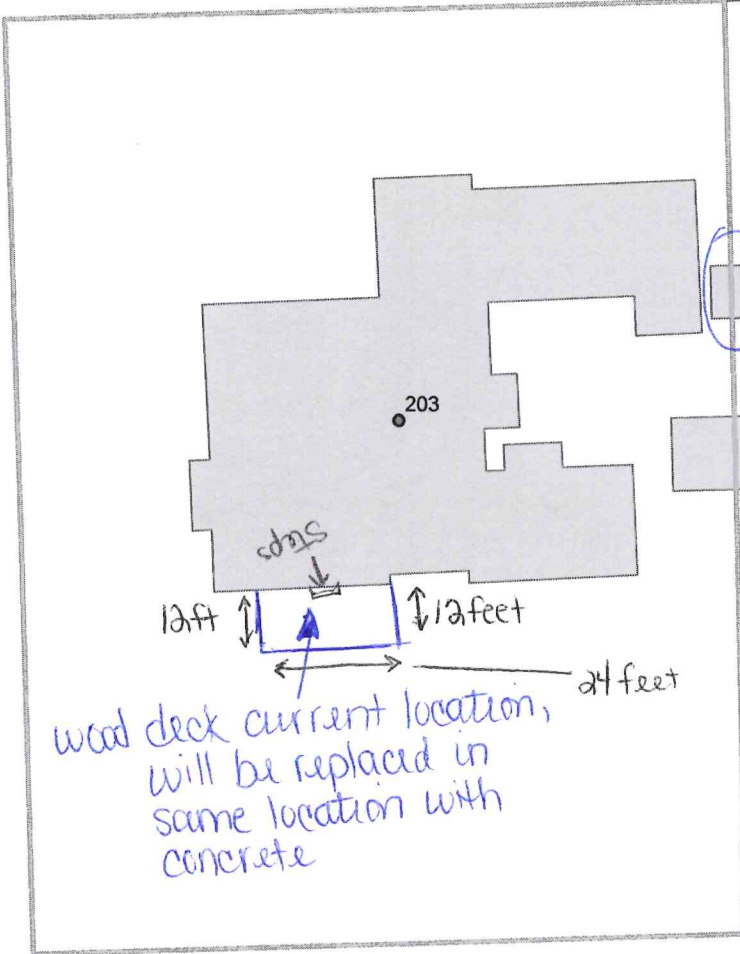 203
Steps
12ft
12feet
24 feet
wood deck current location,
will be replaced in
same location with
concrete